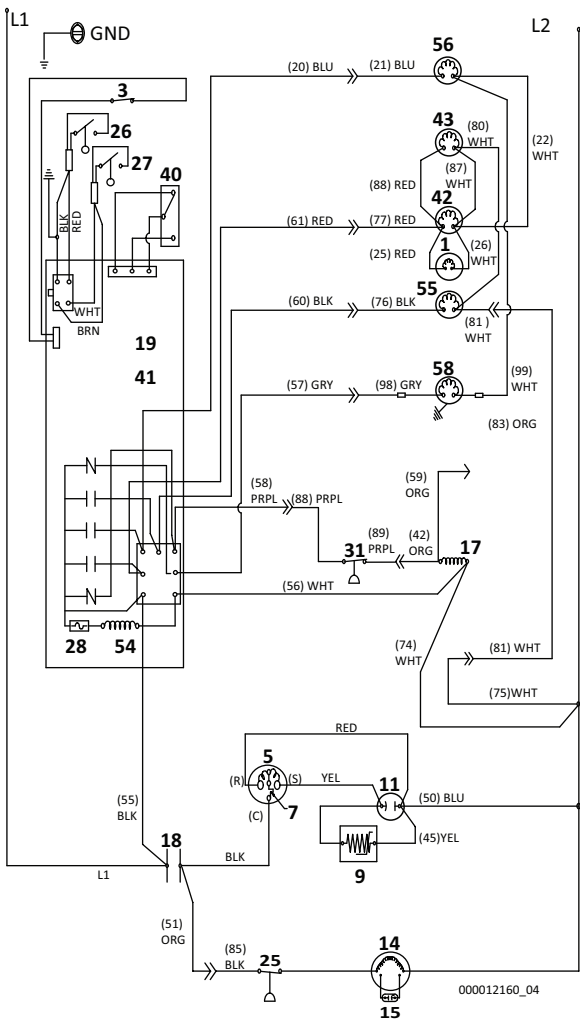 L1
GND
L2
56
(20) BLU
(21) BLU
3
43
(80)
WHT
(22)
WHT
26
27
40
(87)
WHT
(88) RED
42
BLK
RED
(61) RED
(77) RED
(25) RED
1
(26)
WHT
55
(60) BLK
(76) BLK
(81 )
WHT
WHT
BRN
19
41
58
(57) GRY
(98) GRY
(99)
WHT
(83) ORG
(58)
PRPL
(88) PRPL
(59)
ORG
31
(89)
PRPL
(42)
ORG
17
(56) WHT
28
54
(74)
WHT
(81) WHT
(75)WHT
RED
5
(R)
(S)
YEL
11
(50) BLU
(55)
BLK
(C)
7
18
BLK
(45)YEL
9
L1
(51)
ORG
(85)
BLK
25
14
15
000012160_04